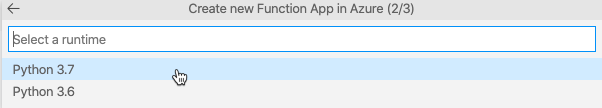 Create new Function App in Azure (2/3)
Select a runtime
Python 3.7
Python 3.6